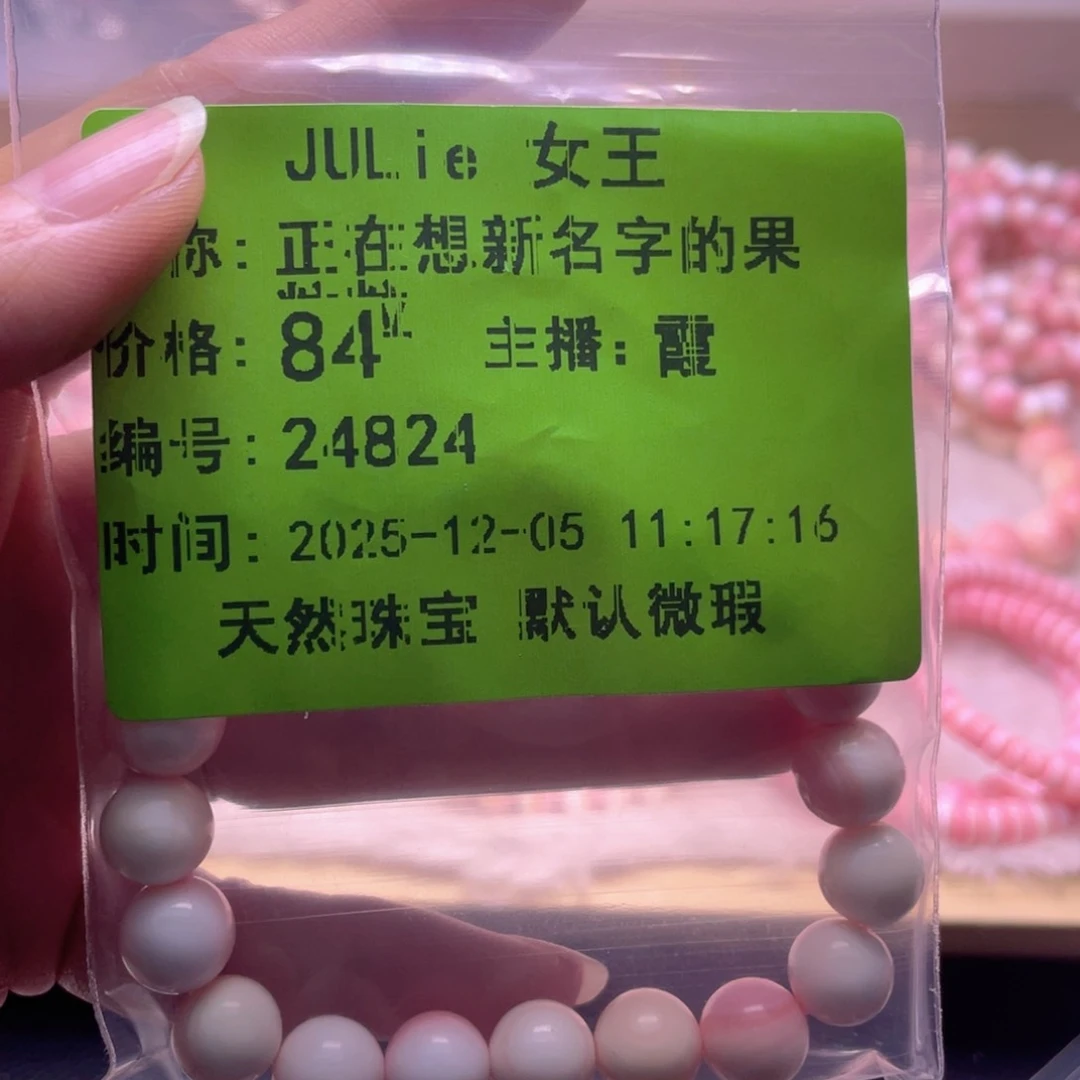 JULie 女王
你：正在想新名字的果
价格：84 主播：霞
编号：24824
时间：2025-12-05 11:17:16
天然珠宝 默认微瑕